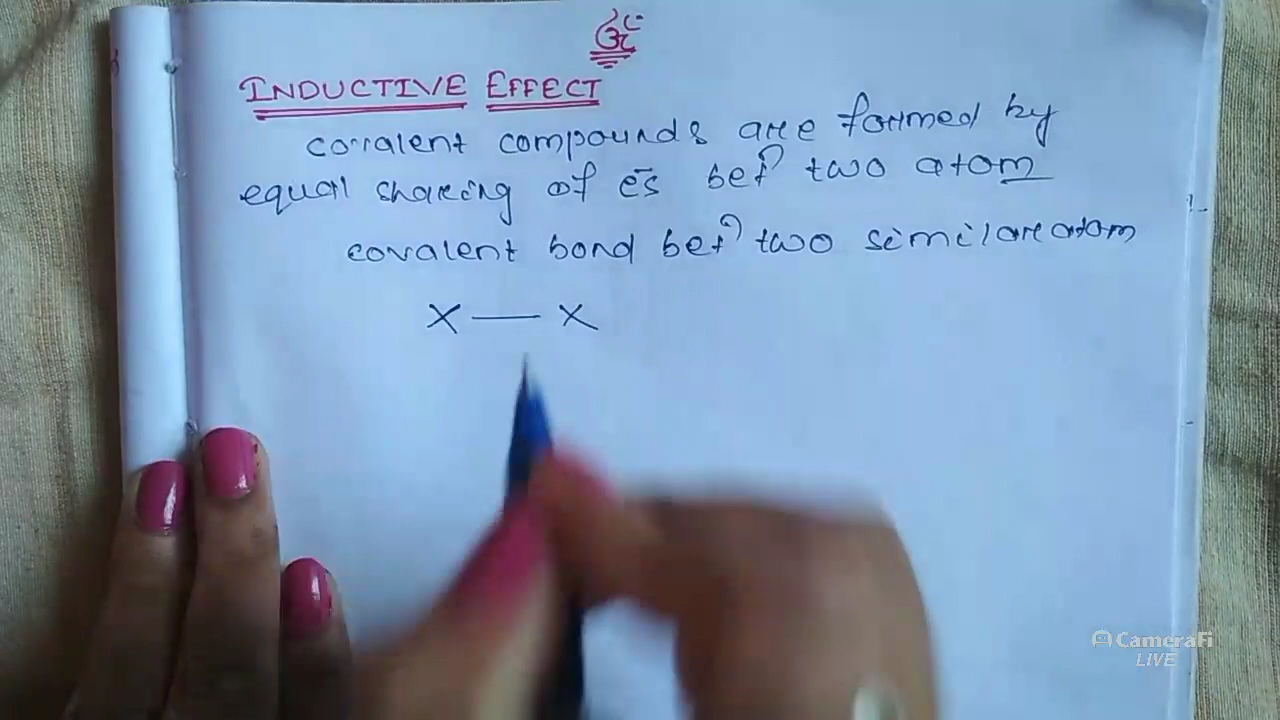 INDUCTIVE EFFECT
covalent compounds are formed by
equal sharing of ēs betⁿ two atom
covalent bond betⁿ two similar atom
X — X
CameraFi
LIVE